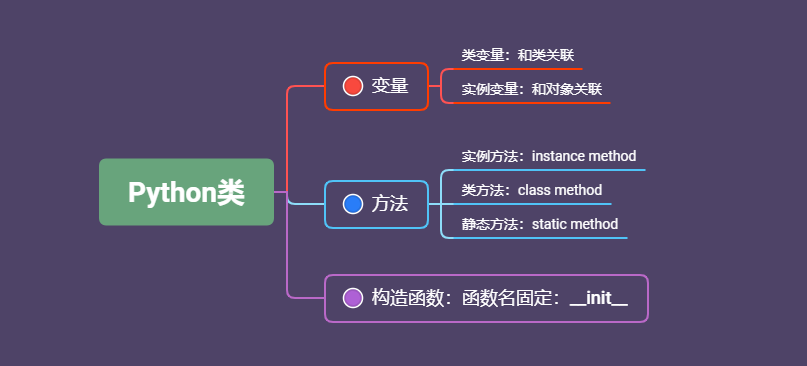 Python类
变量
类变量：和类关联
实例变量：和对象关联
方法
实例方法：instance method
类方法：class method
静态方法：static method
构造函数：函数名固定：__init__